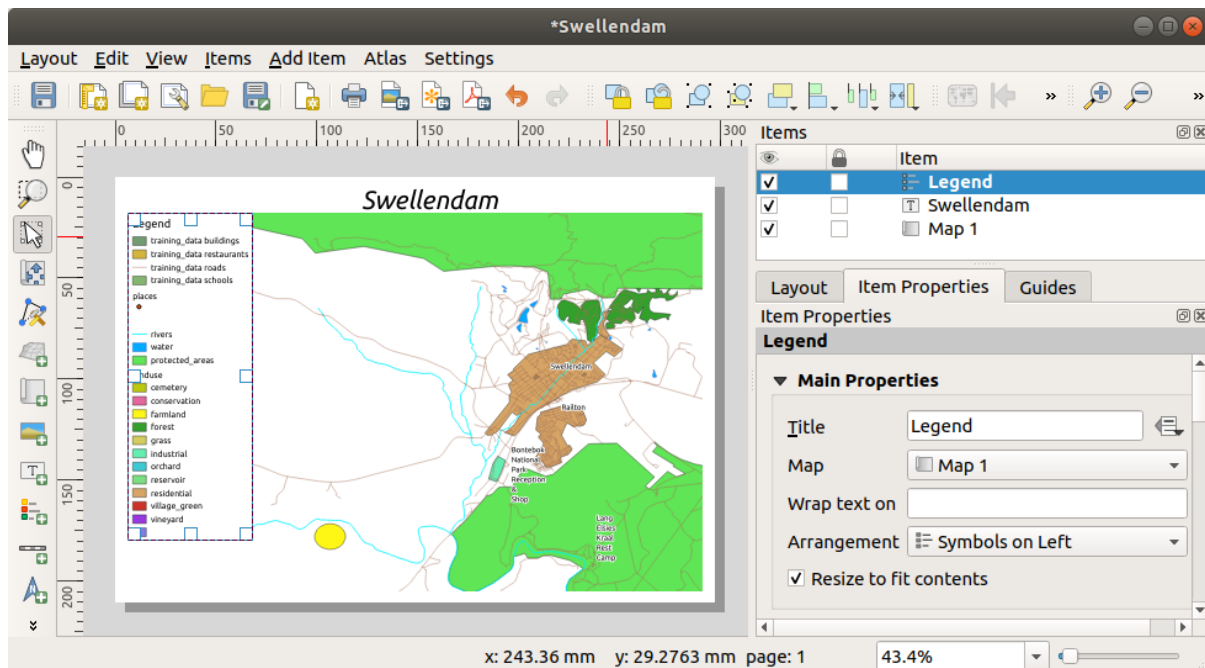 *Swellendam
Layout Edit View Items Add Item Atlas Settings
» »
0 50 100 150 200 250 300
0
50
100
150
200
Swellendam
Legend
training_data buildings
training_data restaurants
training_data roads
training_data schools
places
rivers
water
protected_areas
nduse
cemetery
conservation
farmland
forest
grass
industrial
orchard
reservoir
residential
village_green
vineyard
Swellendam
Railton
Bontebok
National
Park
Reception
&
Shop
Lang
Elsies
Kraal
Rest
Camp
Items
Item
Legend
Swellendam
Map 1
Layout Item Properties Guides
Item Properties
Legend
Main Properties
Title Legend
Map Map 1
Wrap text on
Arrangement Symbols on Left
Resize to fit contents
x: 243.36 mm y: 29.2763 mm page: 1 43.4%